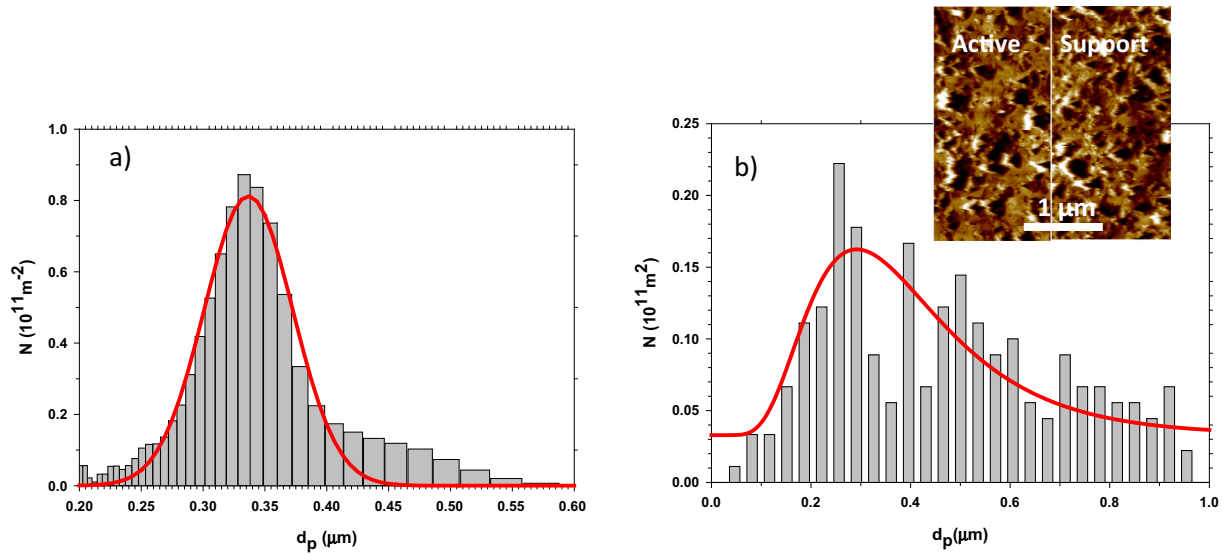 a)
N (10^11 m^-2)
1.0
0.8
0.6
0.4
0.2
0.0
0.20 0.25 0.30 0.35 0.40 0.45 0.50 0.55 0.60
d_p (μm)
Active Support
1 μm
b)
N (10^11 m^2)
0.25
0.20
0.15
0.10
0.05
0.00
0.0 0.2 0.4 0.6 0.8 1.0
d_p(μm)